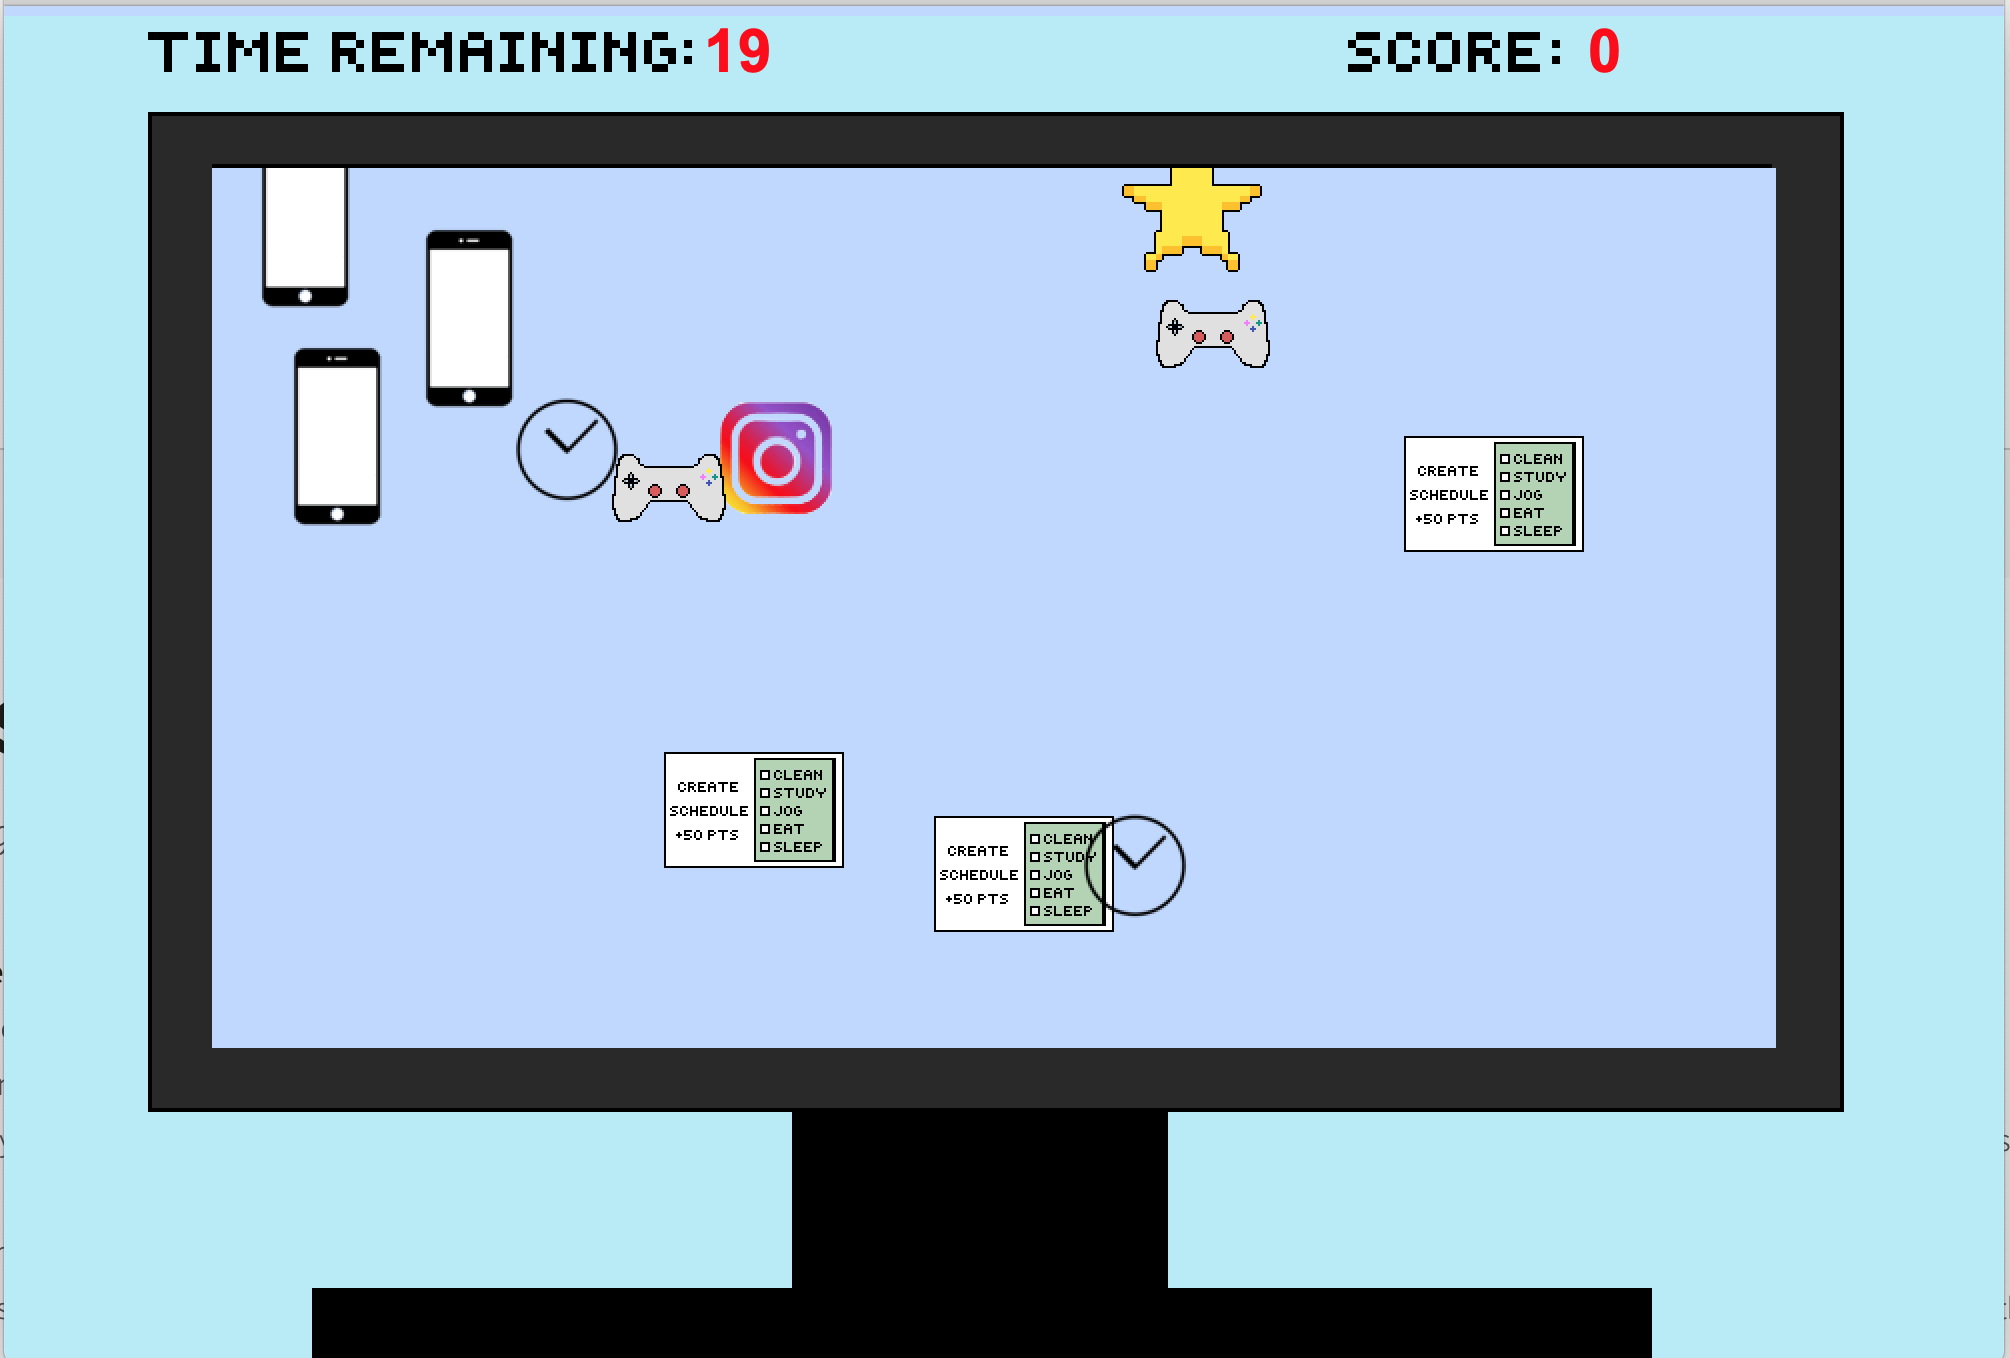 TIME REMAINING: 19
SCORE: 0
CREATE
SCHEDULE
+50 PTS
CLEAN
STUDY
JOG
EAT
SLEEP
CREATE
SCHEDULE
+50 PTS
CLEAN
STUDY
JOG
EAT
SLEEP
CREATE
SCHEDULE
+50 PTS
CLEAN
STUDY
JOG
EAT
SLEEP